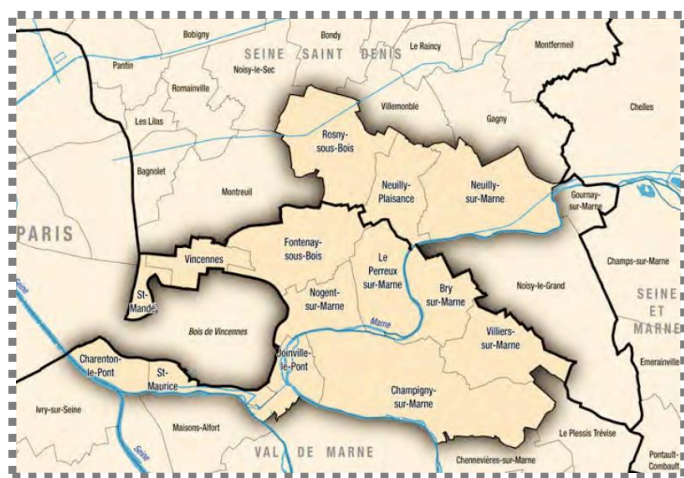 Bobigny
Bondy
Le Raincy
Montfermeil
SEINE SAINT DENIS
Pantin
Noisy-le-Sec
Romainville
Villemonble
Gagny
Chelles
Les Lilas
Rosny-
sous-Bois
Bagnolet
Montreuil
Neuilly-
Plaisance
Neuilly-
sur-Marne
Gournay-
sur-Marne
PARIS
Vincennes
Fontenay-
sous-Bois
Le
Perreux
sur-Marne
Champs-sur-Marne
St-
Mandé
Nogent-
sur-Marne
Bry
sur-Marne
Noisy-le-Grand
SEINE
ET
MARNE
Seine
Bois de Vincennes
Marne
Villiers-
sur-Marne
Charenton-
le-Pont
St-
Maurice
Joinville-
le-Pont
Emerainville
Champigny-
sur-Marne
Ivry-sur-Seine
Maisons-Alfort
Le Plessis Trévise
Seine
VAL DE MARNE
Chennevières-sur-Marne
Pontault-
Combault